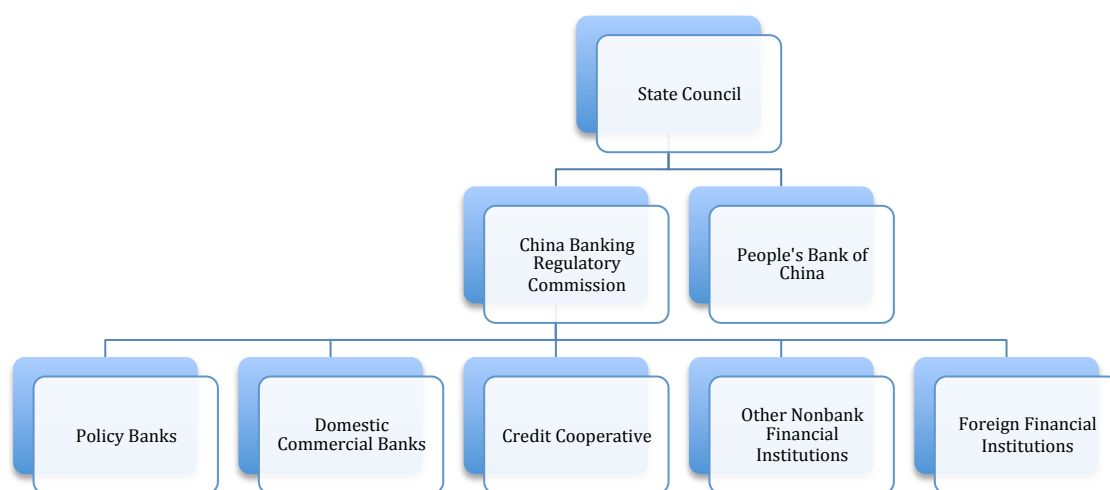 State Council
China Banking
Regulatory
Commission
People's Bank of
China
Policy Banks
Domestic
Commercial Banks
Credit Cooperative
Other Nonbank
Financial
Institutions
Foreign Financial
Institutions